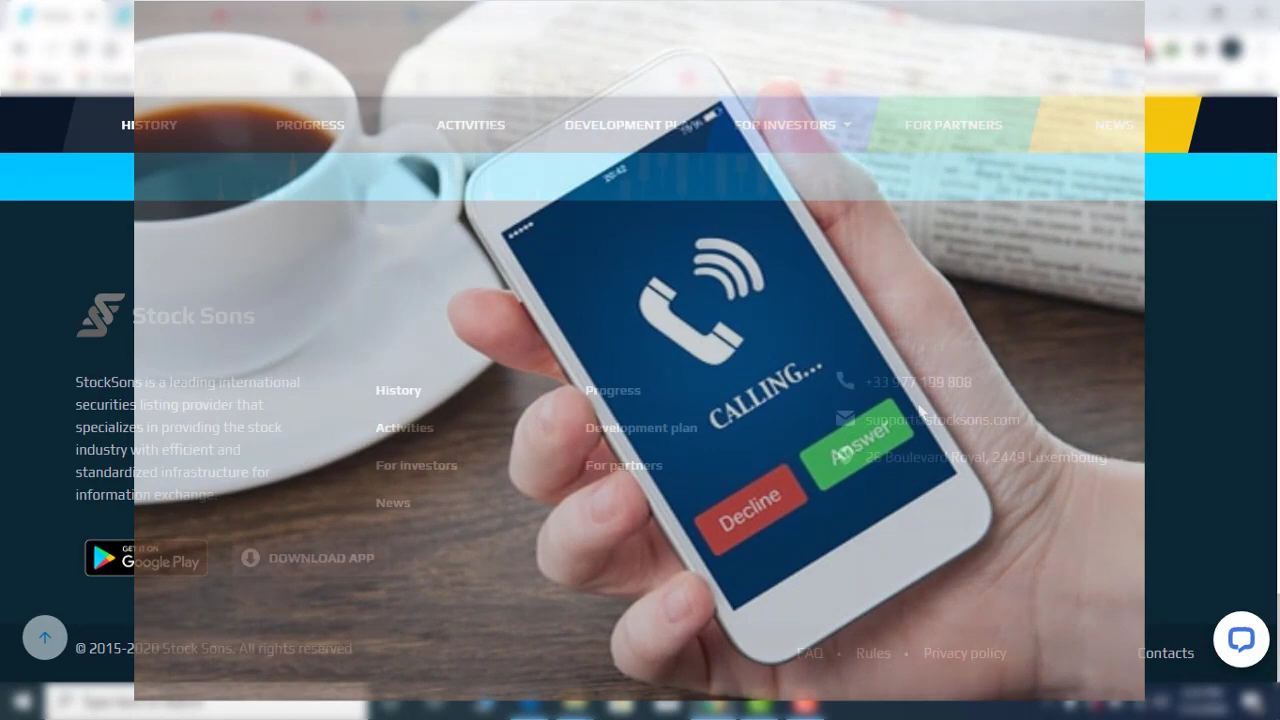 HISTORY
PROGRESS
ACTIVITIES
DEVELOPMENT PLAN
FOR INVESTORS
FOR PARTNERS
NEWS
20:42
Stock Sons
CALLING...
Answer
Decline
StockSons is a leading international
securities listing provider that
specializes in providing the stock
industry with efficient and
standardized infrastructure for
information exchange.
History
Activities
For investors
News
Progress
Development plan
For partners
+33 977 199 808
support@stocksons.com
26 Boulevard Royal, 2449 Luxembourg
GET IT ON
Google Play
DOWNLOAD APP
© 2015-2020 Stock Sons. All rights reserved
FAQ • Rules • Privacy policy
Contacts